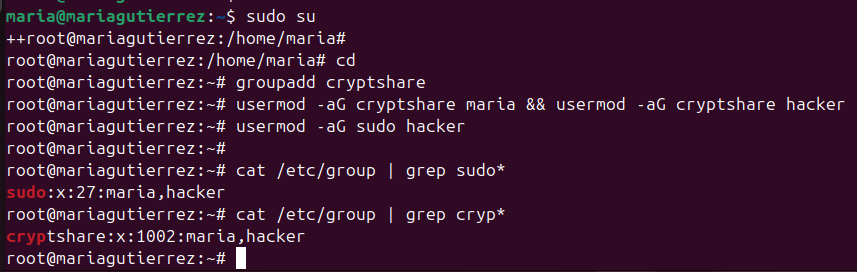 maria@mariagutierrez:~$ sudo su
++root@mariagutierrez:/home/maria#
root@mariagutierrez:/home/maria# cd
root@mariagutierrez:~# groupadd cryptshare
root@mariagutierrez:~# usermod -aG cryptshare maria && usermod -aG cryptshare hacker
root@mariagutierrez:~# usermod -aG sudo hacker
root@mariagutierrez:~#
root@mariagutierrez:~# cat /etc/group | grep sudo*
sudo:x:27:maria,hacker
root@mariagutierrez:~# cat /etc/group | grep cryp*
cryptshare:x:1002:maria,hacker
root@mariagutierrez:~#